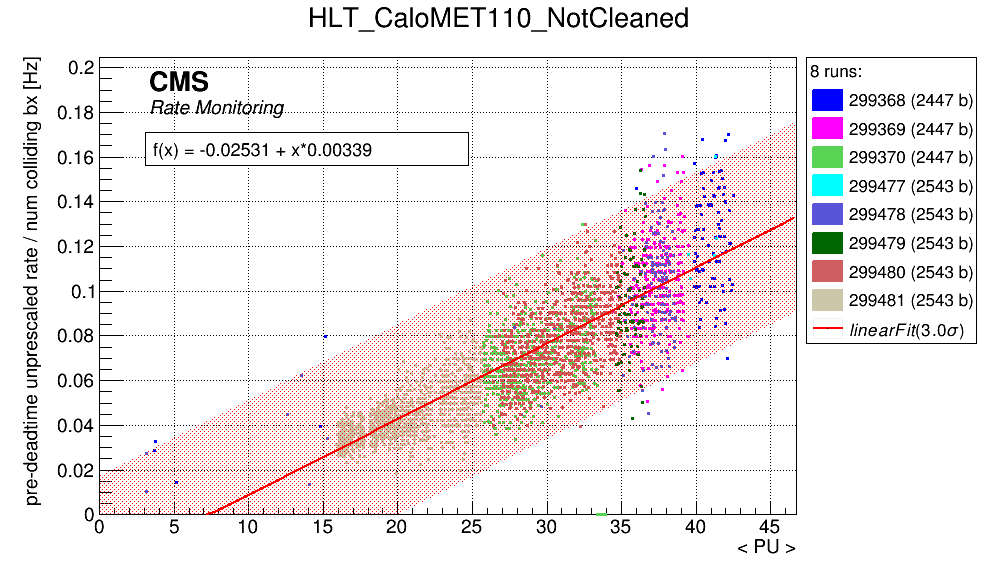 HLT_CaloMET110_NotCleaned
pre-deadtime unprescaled rate / num colliding bx [Hz]
0.2
0.18
0.16
0.14
0.12
0.1
0.08
0.06
0.04
0.02
0
CMS
Rate Monitoring
f(x) = -0.02531 + x*0.00339
0 5 10 15 20 25 30 35 40 45
< PU >
8 runs:
299368 (2447 b)
299369 (2447 b)
299370 (2447 b)
299477 (2543 b)
299478 (2543 b)
299479 (2543 b)
299480 (2543 b)
299481 (2543 b)
linearFit(3.0σ)